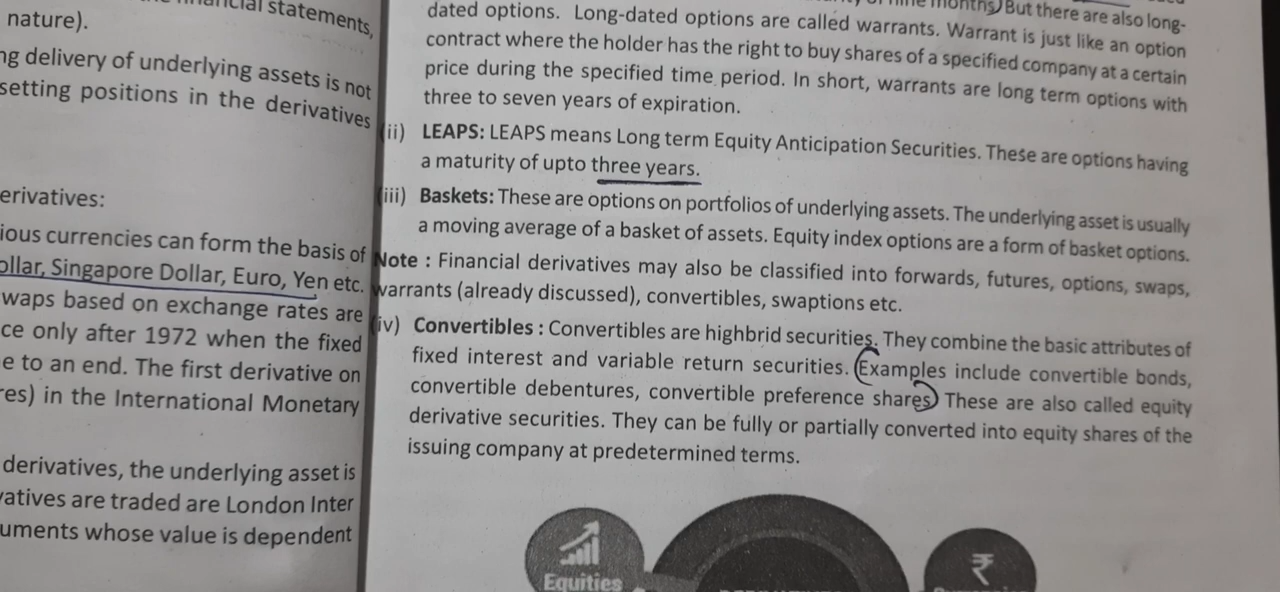 nature).
ng delivery of underlying assets is not
setting positions in the derivatives
erivatives:
ious currencies can form the basis of
ollar, Singapore Dollar, Euro, Yen etc.
waps based on exchange rates are
ce only after 1972 when the fixed
e to an end. The first derivative on
res) in the International Monetary
derivatives, the underlying asset is
vatives are traded are London Inter
uments whose value is dependent
months) But there are also long-
dated options. Long-dated options are called warrants. Warrant is just like an option
contract where the holder has the right to buy shares of a specified company at a certain
price during the specified time period. In short, warrants are long term options with
three to seven years of expiration.
(ii) LEAPS: LEAPS means Long term Equity Anticipation Securities. These are options having
a maturity of upto three years.
(iii) Baskets: These are options on portfolios of underlying assets. The underlying asset is usually
a moving average of a basket of assets. Equity index options are a form of basket options.
Note : Financial derivatives may also be classified into forwards, futures, options, swaps,
warrants (already discussed), convertibles, swaptions etc.
(iv) Convertibles : Convertibles are highbrid securities. They combine the basic attributes of
fixed interest and variable return securities. (Examples include convertible bonds,
convertible debentures, convertible preference shares) These are also called equity
derivative securities. They can be fully or partially converted into equity shares of the
issuing company at predetermined terms.
Equities
₹